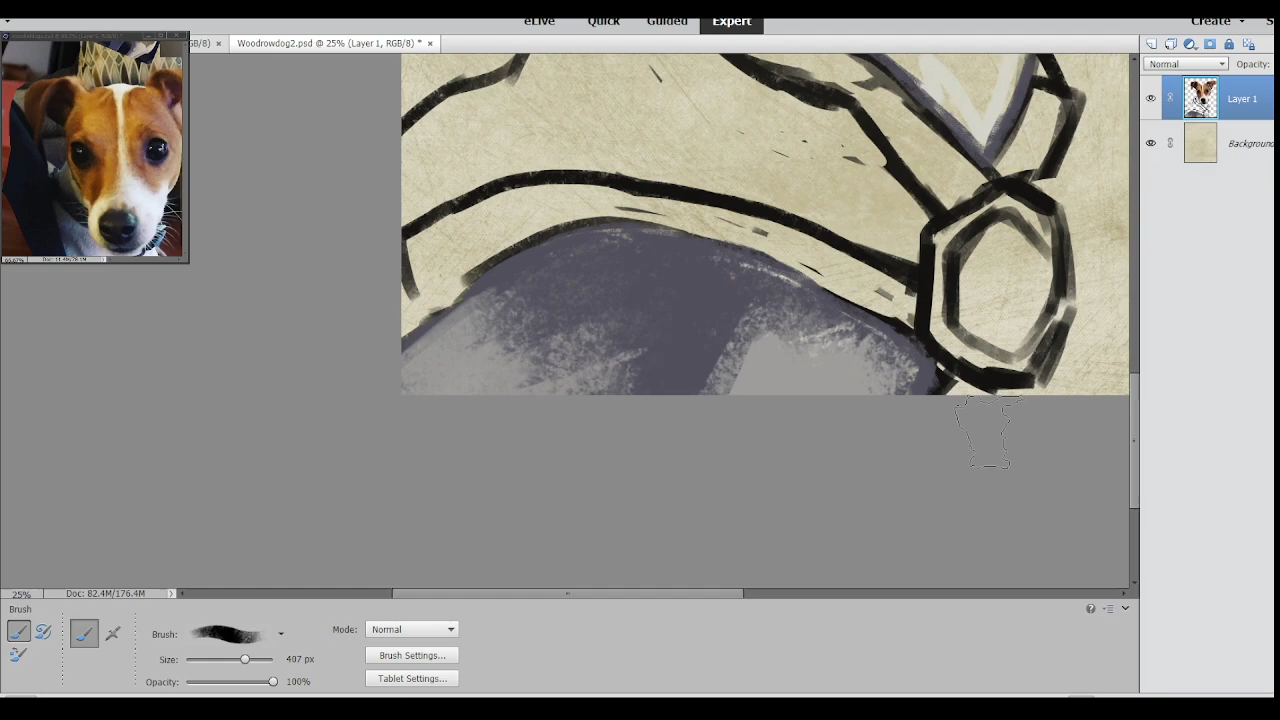 eLive Quick Guided Expert Create
RGB/8) × Woodrowdog2.psd @ 25% (Layer 1, RGB/8) * ×
Normal Opacity:
Layer 1
Background
25% Doc: 82.4M/176.4M
Brush
Brush: Mode: Normal
Size: 407 px Brush Settings...
Opacity: 100% Tablet Settings...